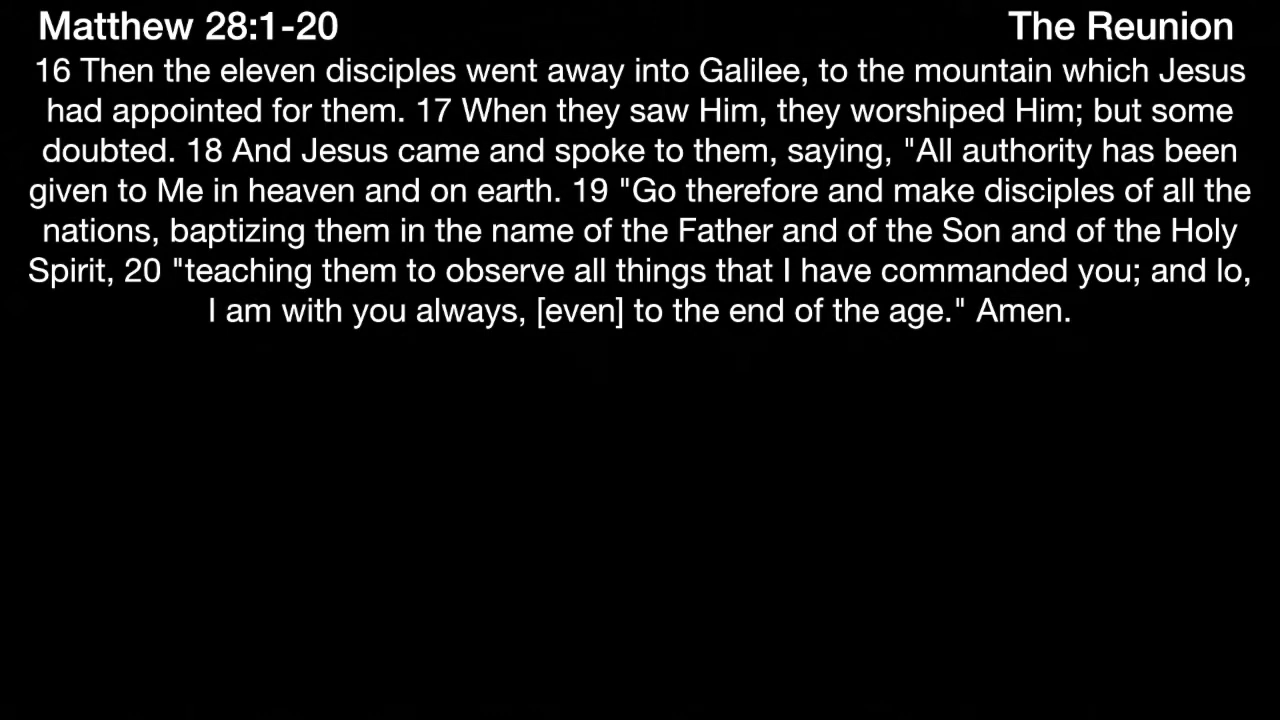 Matthew 28:1-20 The Reunion
16 Then the eleven disciples went away into Galilee, to the mountain which Jesus
had appointed for them. 17 When they saw Him, they worshiped Him; but some
doubted. 18 And Jesus came and spoke to them, saying, "All authority has been
given to Me in heaven and on earth. 19 "Go therefore and make disciples of all the
nations, baptizing them in the name of the Father and of the Son and of the Holy
Spirit, 20 "teaching them to observe all things that I have commanded you; and lo,
I am with you always, [even] to the end of the age." Amen.